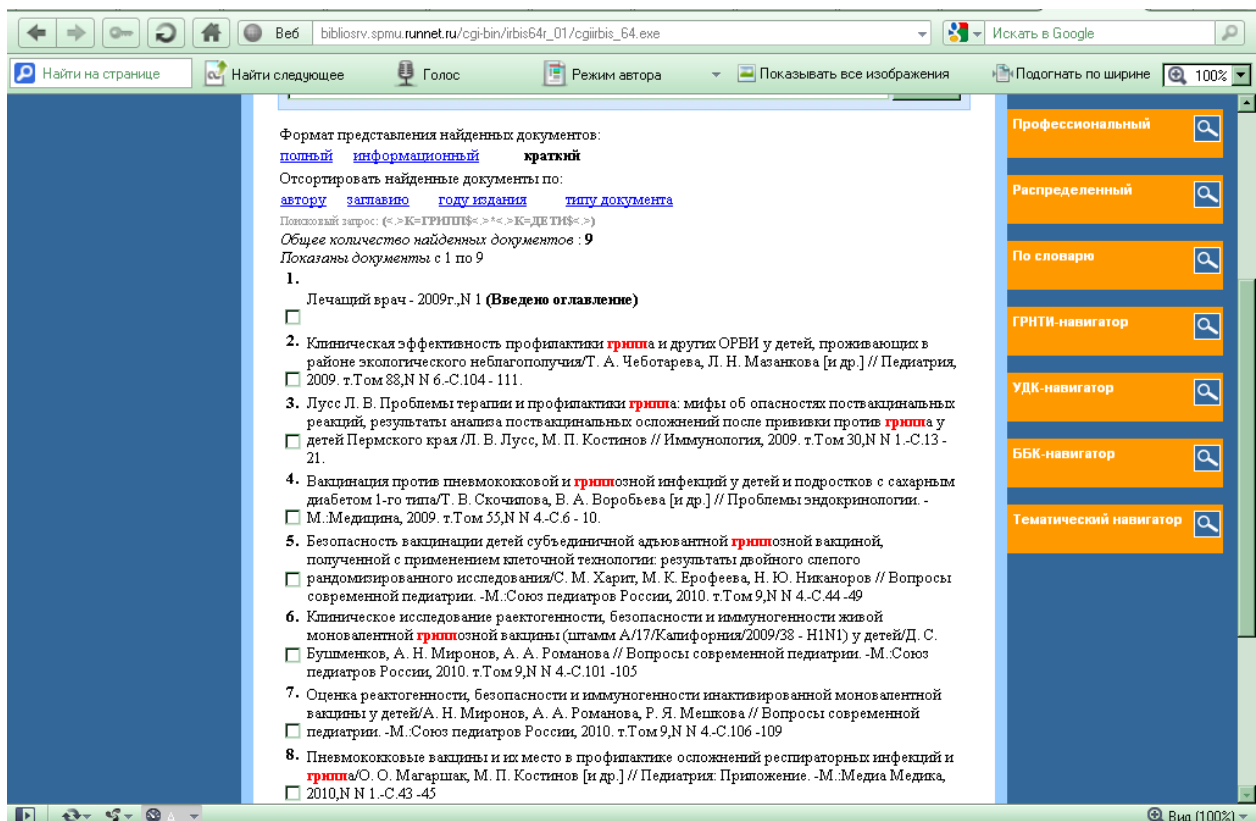 Веб bibliosrv.spmu.runnet.ru/cgi-bin/irbis64r_01/cgiirbis_64.exe Искать в Google
Найти на странице Найти следующее Голос Режим автора Показывать все изображения Подогнать по ширине 100%
Формат представления найденных документов:
полный информационный краткий
Отсортировать найденные документы по:
автору заглавию году издания типу документа
Поисковый запрос: (<.>K=ГРИПП$<.>*<.>K=ДЕТИ$<.>)
Общее количество найденных документов : 9
Показаны документы с 1 по 9
1.
Лечащий врач - 2009г.,N 1 (Введено оглавление)
2. Клиническая эффективность профилактики гриппа и других ОРВИ у детей, проживающих в
районе экологического неблагополучия/Т. А. Чеботарева, Л. Н. Мазанкова [и др.] // Педиатрия,
2009. т.Том 88,N N 6.-С.104 - 111.
3. Лусс Л. В. Проблемы терапии и профилактики гриппа: мифы об опасностях поствакцинальных
реакций, результаты анализа поствакцинальных осложнений после прививки против гриппа у
детей Пермского края /Л. В. Лусс, М. П. Костинов // Иммунология, 2009. т.Том 30,N N 1.-С.13 -
21.
4. Вакцинация против пневмококковой и гриппозной инфекций у детей и подростков с сахарным
диабетом 1-го типа/Т. В. Скочилова, В. А. Воробьева [и др.] // Проблемы эндокринологии. -
М.:Медицина, 2009. т.Том 55,N N 4.-С.6 - 10.
5. Безопасность вакцинации детей субъединичной адъювантной гриппозной вакциной,
полученной с применением клеточной технологии: результаты двойного слепого
рандомизированного исследования/С. М. Харит, М. К. Ерофеева, Н. Ю. Никаноров // Вопросы
современной педиатрии. -М.:Союз педиатров России, 2010. т.Том 9,N N 4.-С.44 -49
6. Клиническое исследование раектогенности, безопасности и иммуногенности живой
моновалентной гриппозной вакцины (штамм А/17/Калифорния/2009/38 - H1N1) у детей/Д. С.
Бушменков, А. Н. Миронов, А. А. Романова // Вопросы современной педиатрии. -М.:Союз
педиатров России, 2010. т.Том 9,N N 4.-С.101 -105
7. Оценка реактогенности, безопасности и иммуногенности инактивированной моновалентной
вакцины у детей/А. Н. Миронов, А. А. Романова, Р. Я. Мешкова // Вопросы современной
педиатрии. -М.:Союз педиатров России, 2010. т.Том 9,N N 4.-С.106 -109
8. Пневмококковые вакцины и их место в профилактике осложнений респираторных инфекций и
гриппа/О. О. Магаршак, М. П. Костинов [и др.] // Педиатрия: Приложение. -М.:Медиа Медика,
2010,N N 1.-С.43 -45
Профессиональный
Распределенный
По словарю
ГРНТИ-навигатор
УДК-навигатор
ББК-навигатор
Тематический навигатор
Вид (100%)